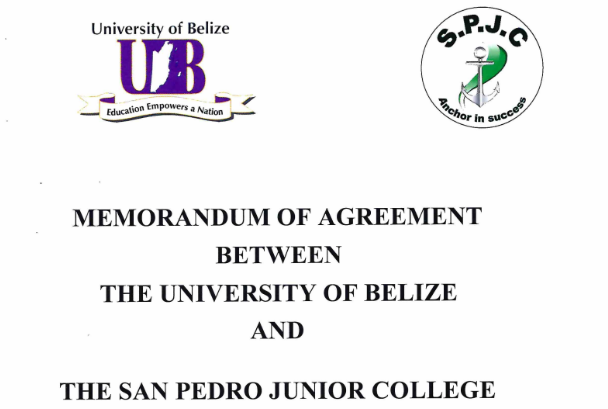 University of Belize
UB
Education Empowers a Nation
S.P.J.C
Anchor in success
MEMORANDUM OF AGREEMENT
BETWEEN
THE UNIVERSITY OF BELIZE
AND
THE SAN PEDRO JUNIOR COLLEGE